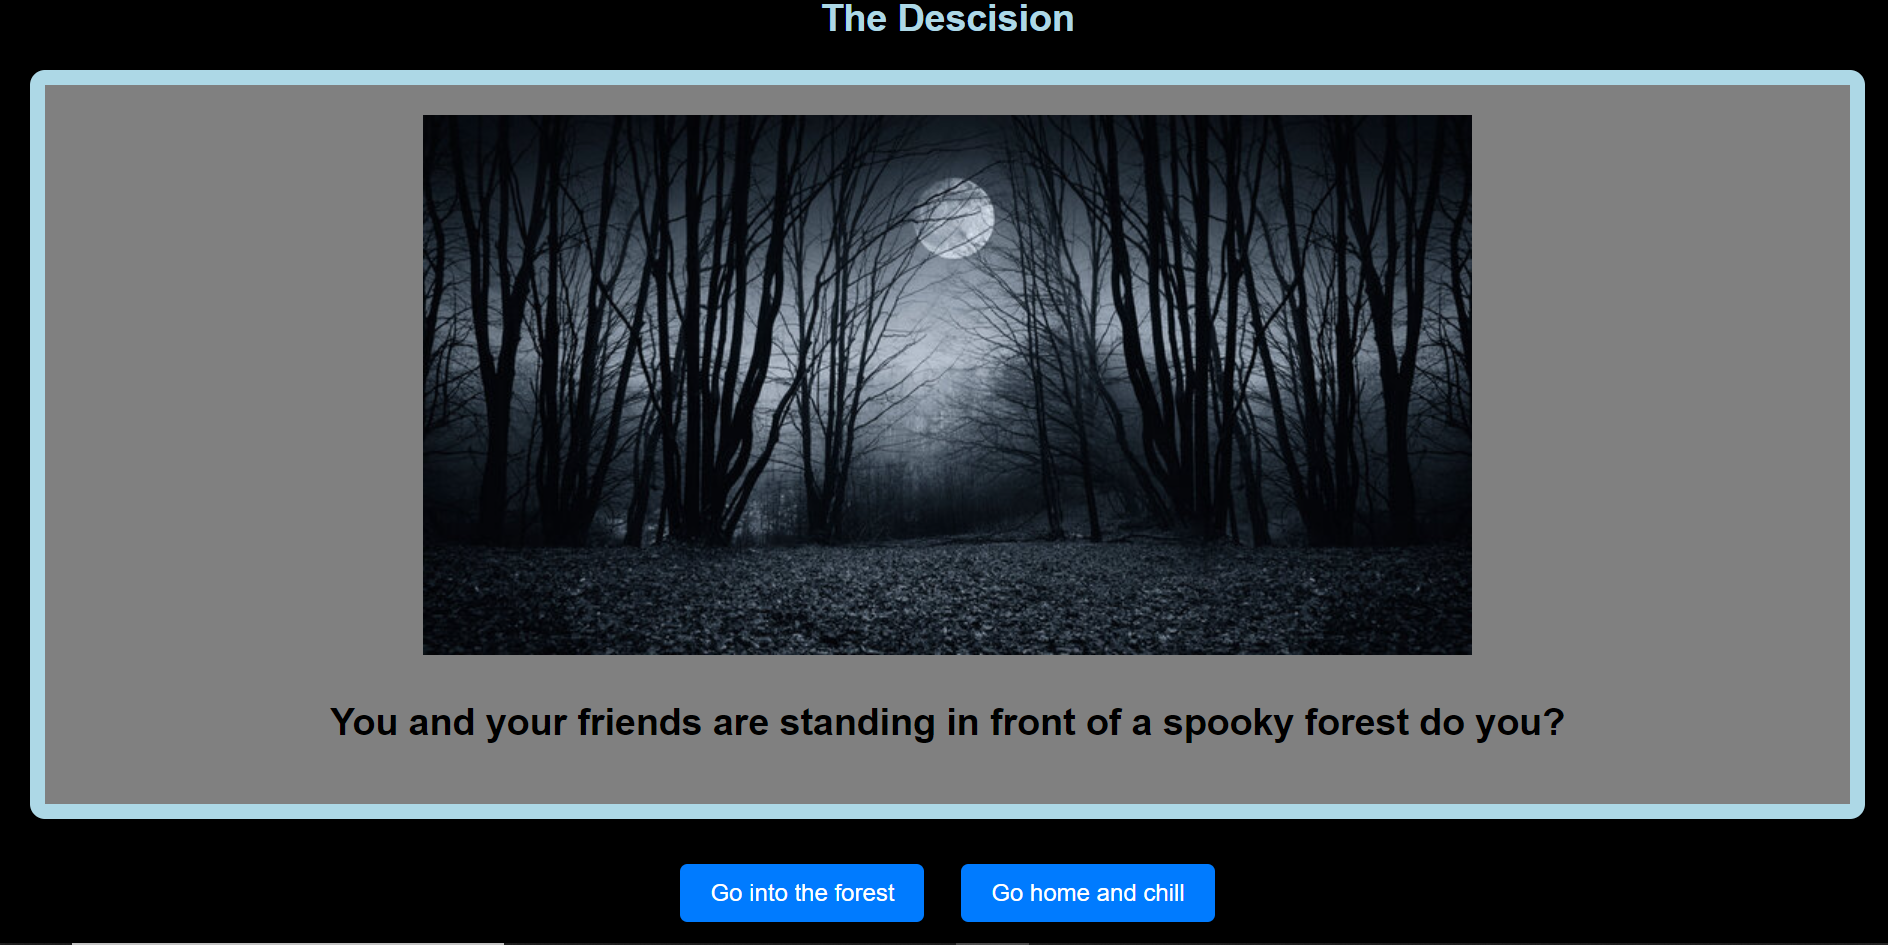 The Descision
You and your friends are standing in front of a spooky forest do you?
Go into the forest
Go home and chill